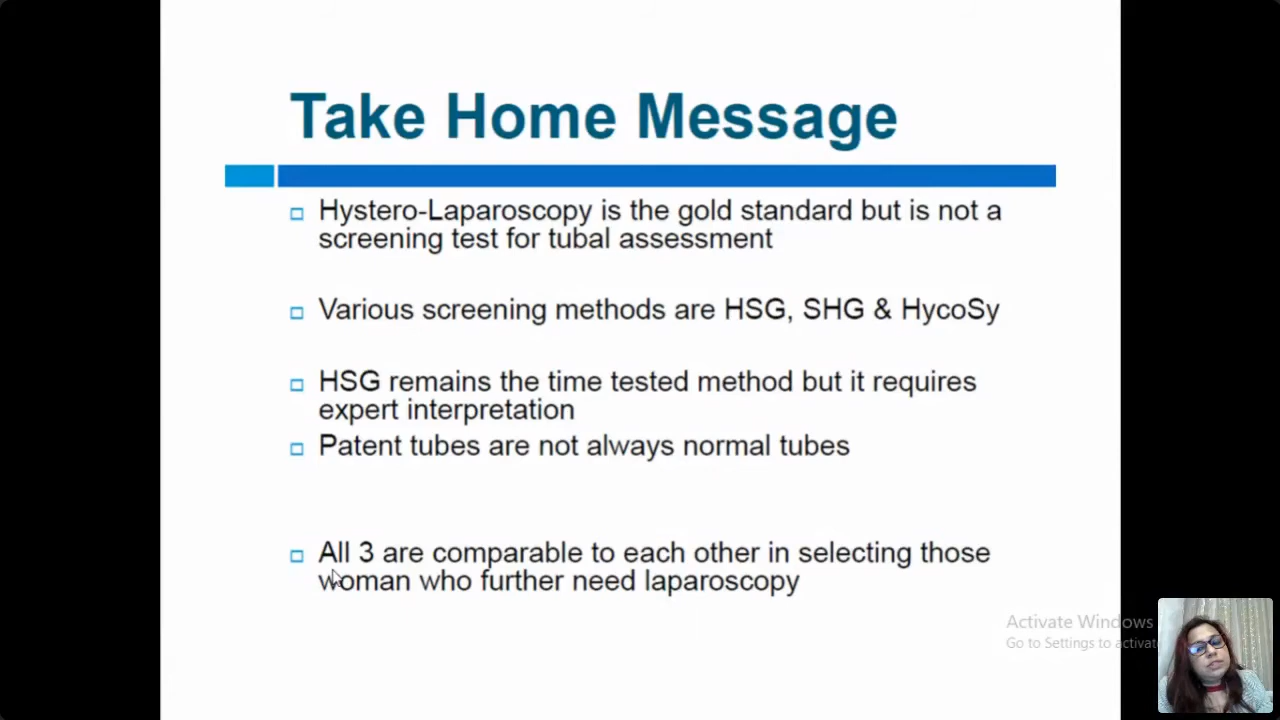 Take Home Message
Hystero-Laparoscopy is the gold standard but is not a
screening test for tubal assessment
Various screening methods are HSG, SHG & HycoSy
HSG remains the time tested method but it requires
expert interpretation
Patent tubes are not always normal tubes
All 3 are comparable to each other in selecting those
woman who further need laparoscopy
Activate Windows
Go to Settings to activate